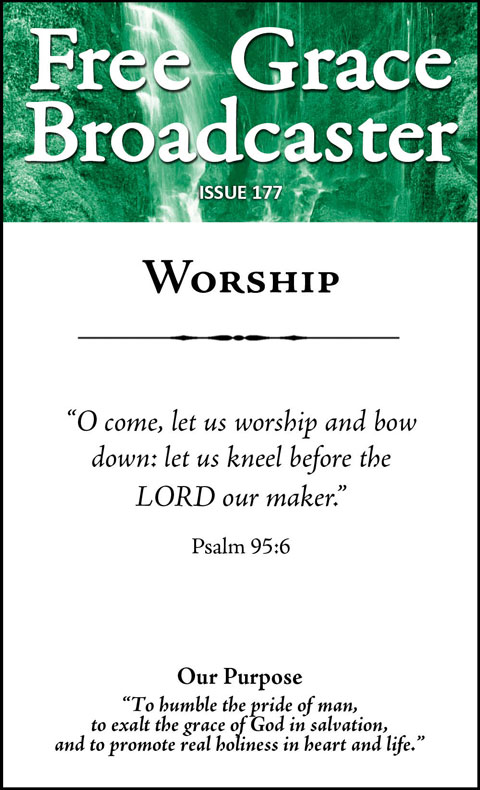 Free Grace
Broadcaster
ISSUE 177
Worship
“O come, let us worship and bow
down: let us kneel before the
LORD our maker.”
Psalm 95:6
Our Purpose
“To humble the pride of man,
to exalt the grace of God in salvation,
and to promote real holiness in heart and life.”